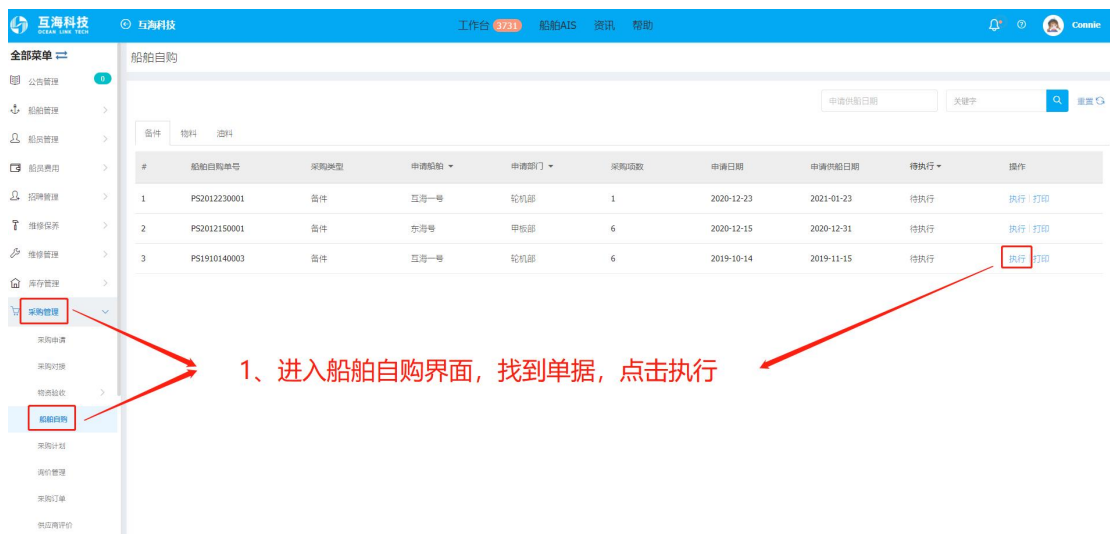 互海科技 互海科技 工作台 3731 船舶AIS 资讯 帮助 Connie
OCEAN LINK TECH
全部菜单 船舶自购
公告管理 0
船舶管理 申请供船日期 关键字 重置
船员管理 备件 物料 油料
船员费用 # 船舶自购单号 采购类型 申请船舶 申请部门 采购项数 申请日期 申请供船日期 待执行 操作
招聘管理 1 PS2012230001 备件 互海一号 轮机部 1 2020-12-23 2021-01-23 待执行 执行 打印
维修保养 2 PS2012150001 备件 东海号 甲板部 6 2020-12-15 2020-12-31 待执行 执行 打印
维修管理 3 PS1910140003 备件 互海一号 轮机部 6 2019-10-14 2019-11-15 待执行 执行 打印
库存管理
采购管理
采购申请
采购对接
1、进入船舶自购界面，找到单据，点击执行
物资验收
船舶自购
采购计划
询价管理
采购订单
供应商评价